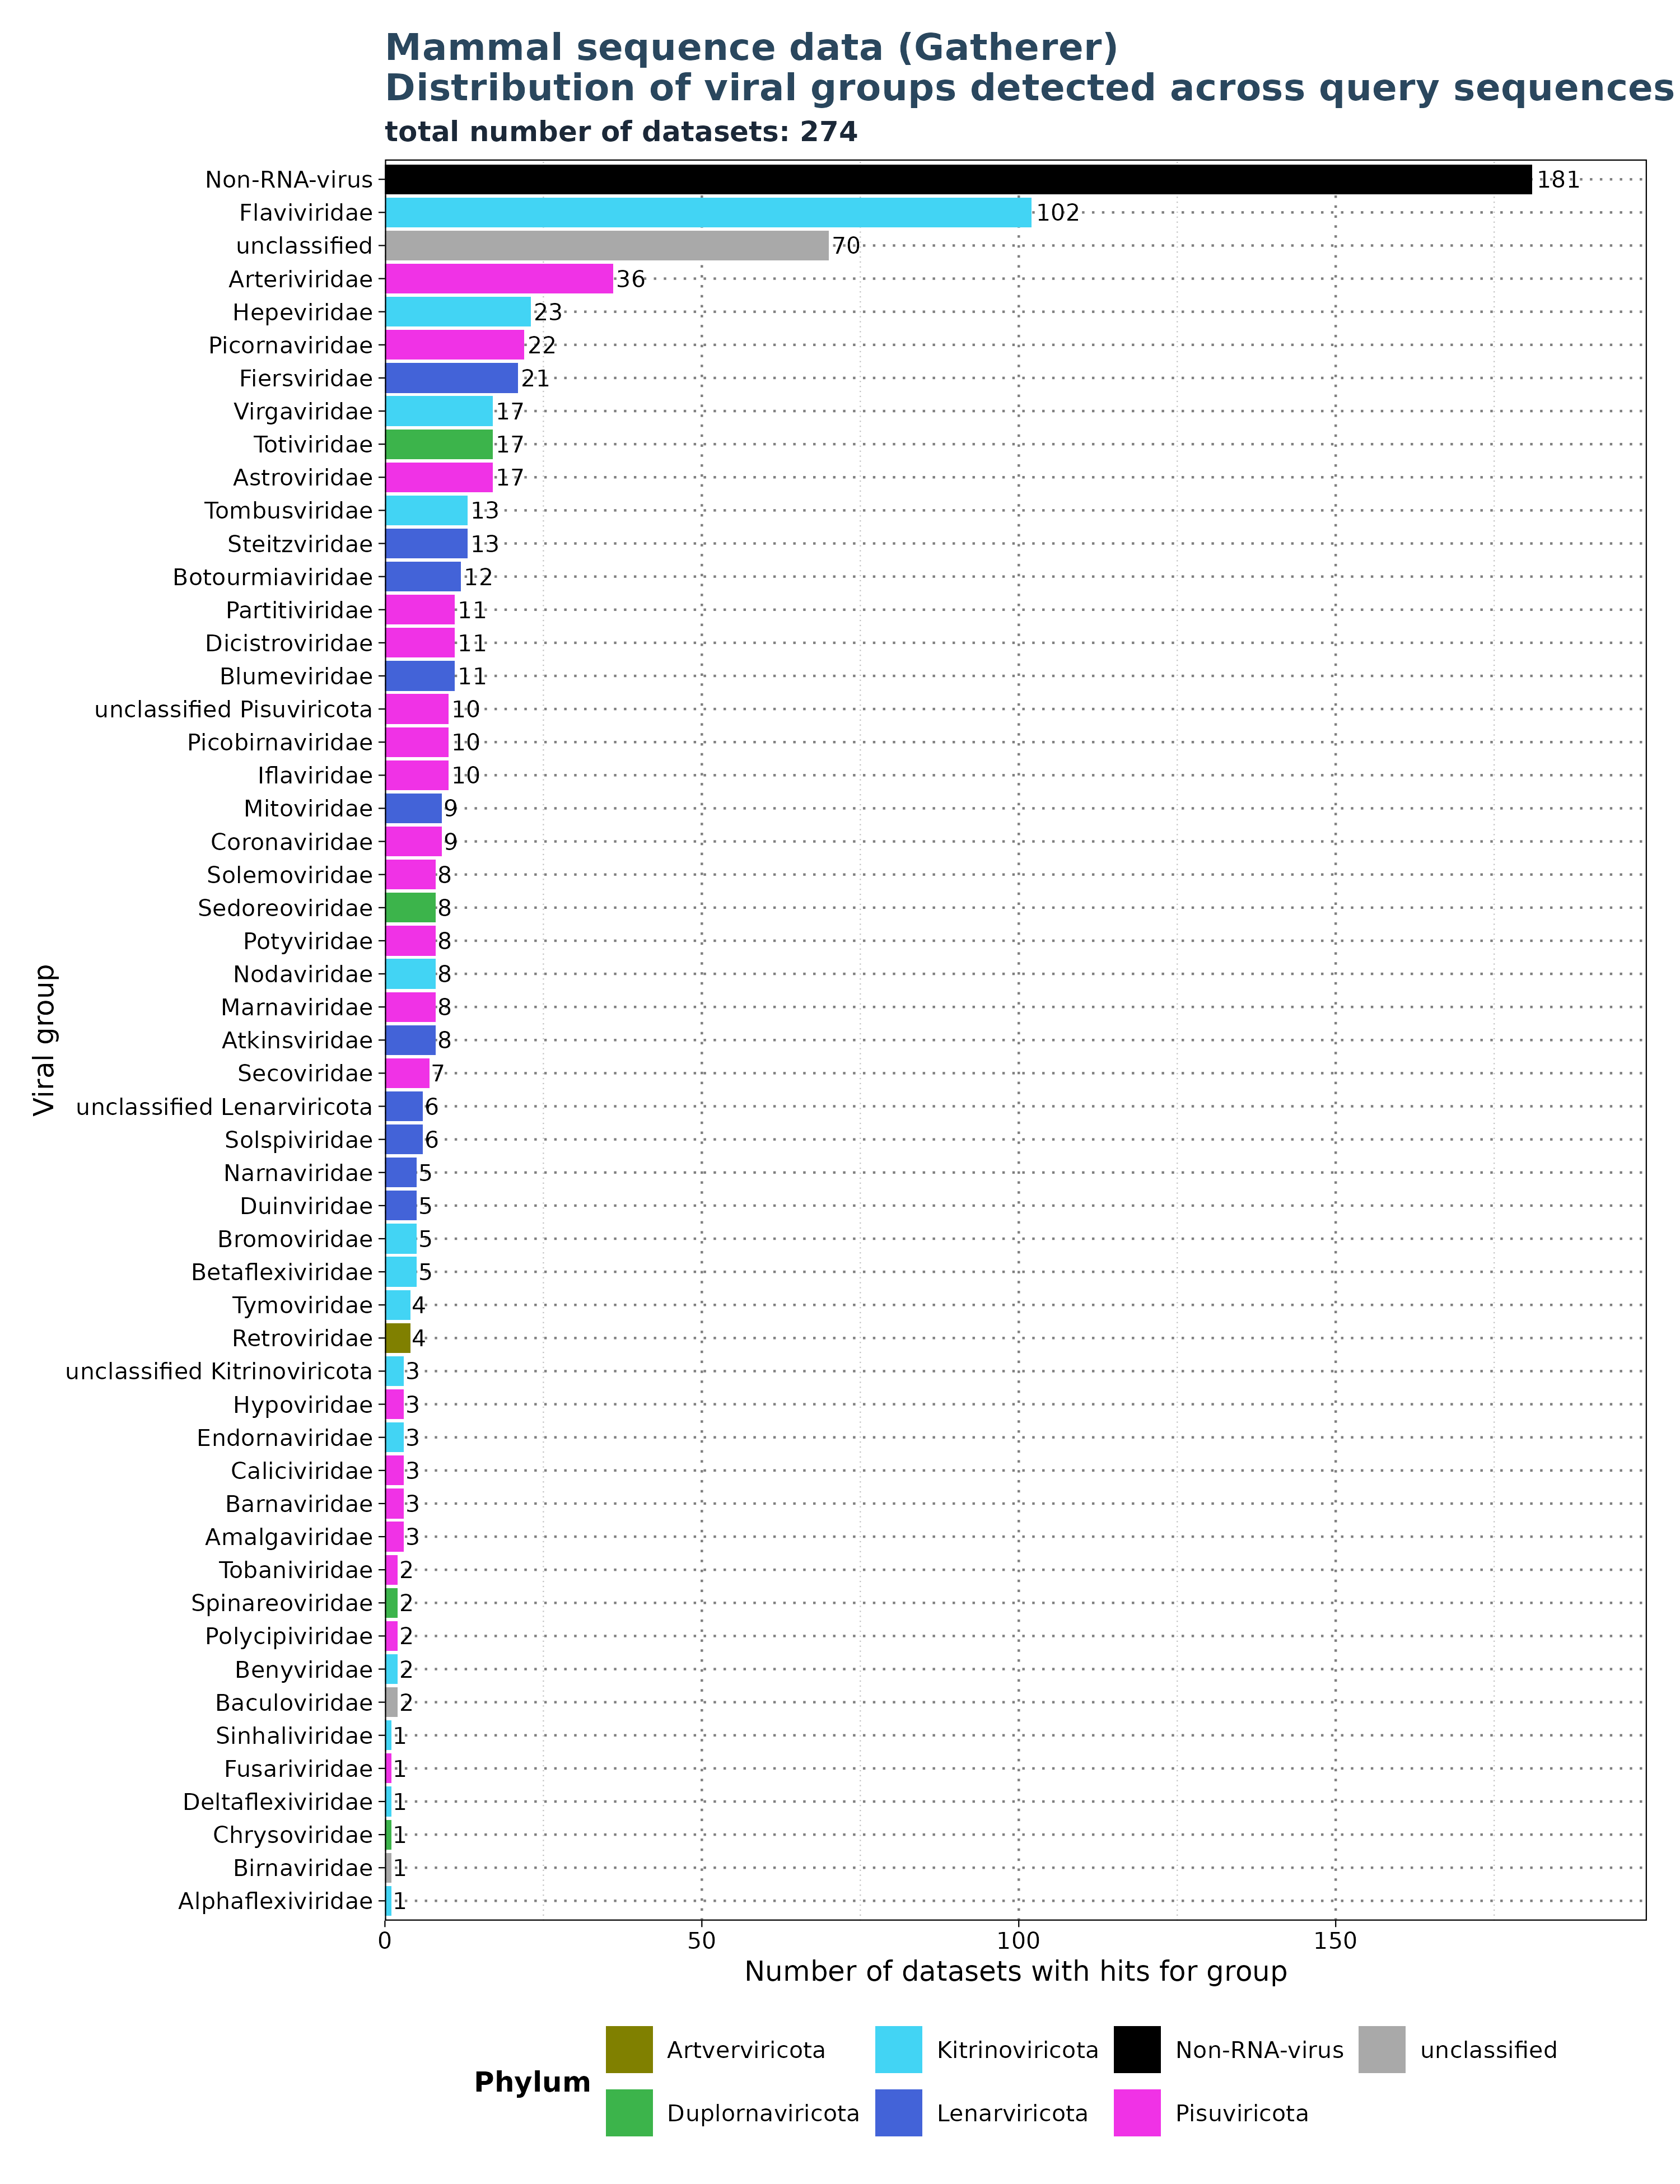 Mammal sequence data (Gatherer)
Distribution of viral groups detected across query sequences
total number of datasets: 274
Viral group
Non-RNA-virus 181
Flaviviridae 102
unclassified 70
Arteriviridae 36
Hepeviridae 23
Picornaviridae 22
Fiersviridae 21
Virgaviridae 17
Totiviridae 17
Astroviridae 17
Tombusviridae 13
Steitzviridae 13
Botourmiaviridae 12
Partitiviridae 11
Dicistroviridae 11
Blumeviridae 11
unclassified Pisuviricota 10
Picobirnaviridae 10
Iflaviridae 10
Mitoviridae 9
Coronaviridae 9
Solemoviridae 8
Sedoreoviridae 8
Potyviridae 8
Nodaviridae 8
Marnaviridae 8
Atkinsviridae 8
Secoviridae 7
unclassified Lenarviricota 6
Solspiviridae 6
Narnaviridae 5
Duinviridae 5
Bromoviridae 5
Betaflexiviridae 5
Tymoviridae 4
Retroviridae 4
unclassified Kitrinoviricota 3
Hypoviridae 3
Endornaviridae 3
Caliciviridae 3
Barnaviridae 3
Amalgaviridae 3
Tobaniviridae 2
Spinareoviridae 2
Polycipiviridae 2
Benyviridae 2
Baculoviridae 2
Sinhaliviridae 1
Fusariviridae 1
Deltaflexiviridae 1
Chrysoviridae 1
Birnaviridae 1
Alphaflexiviridae 1
0 50 100 150
Number of datasets with hits for group
Phylum
Artverviricota Kitrinoviricota Non-RNA-virus unclassified
Duplornaviricota Lenarviricota Pisuviricota